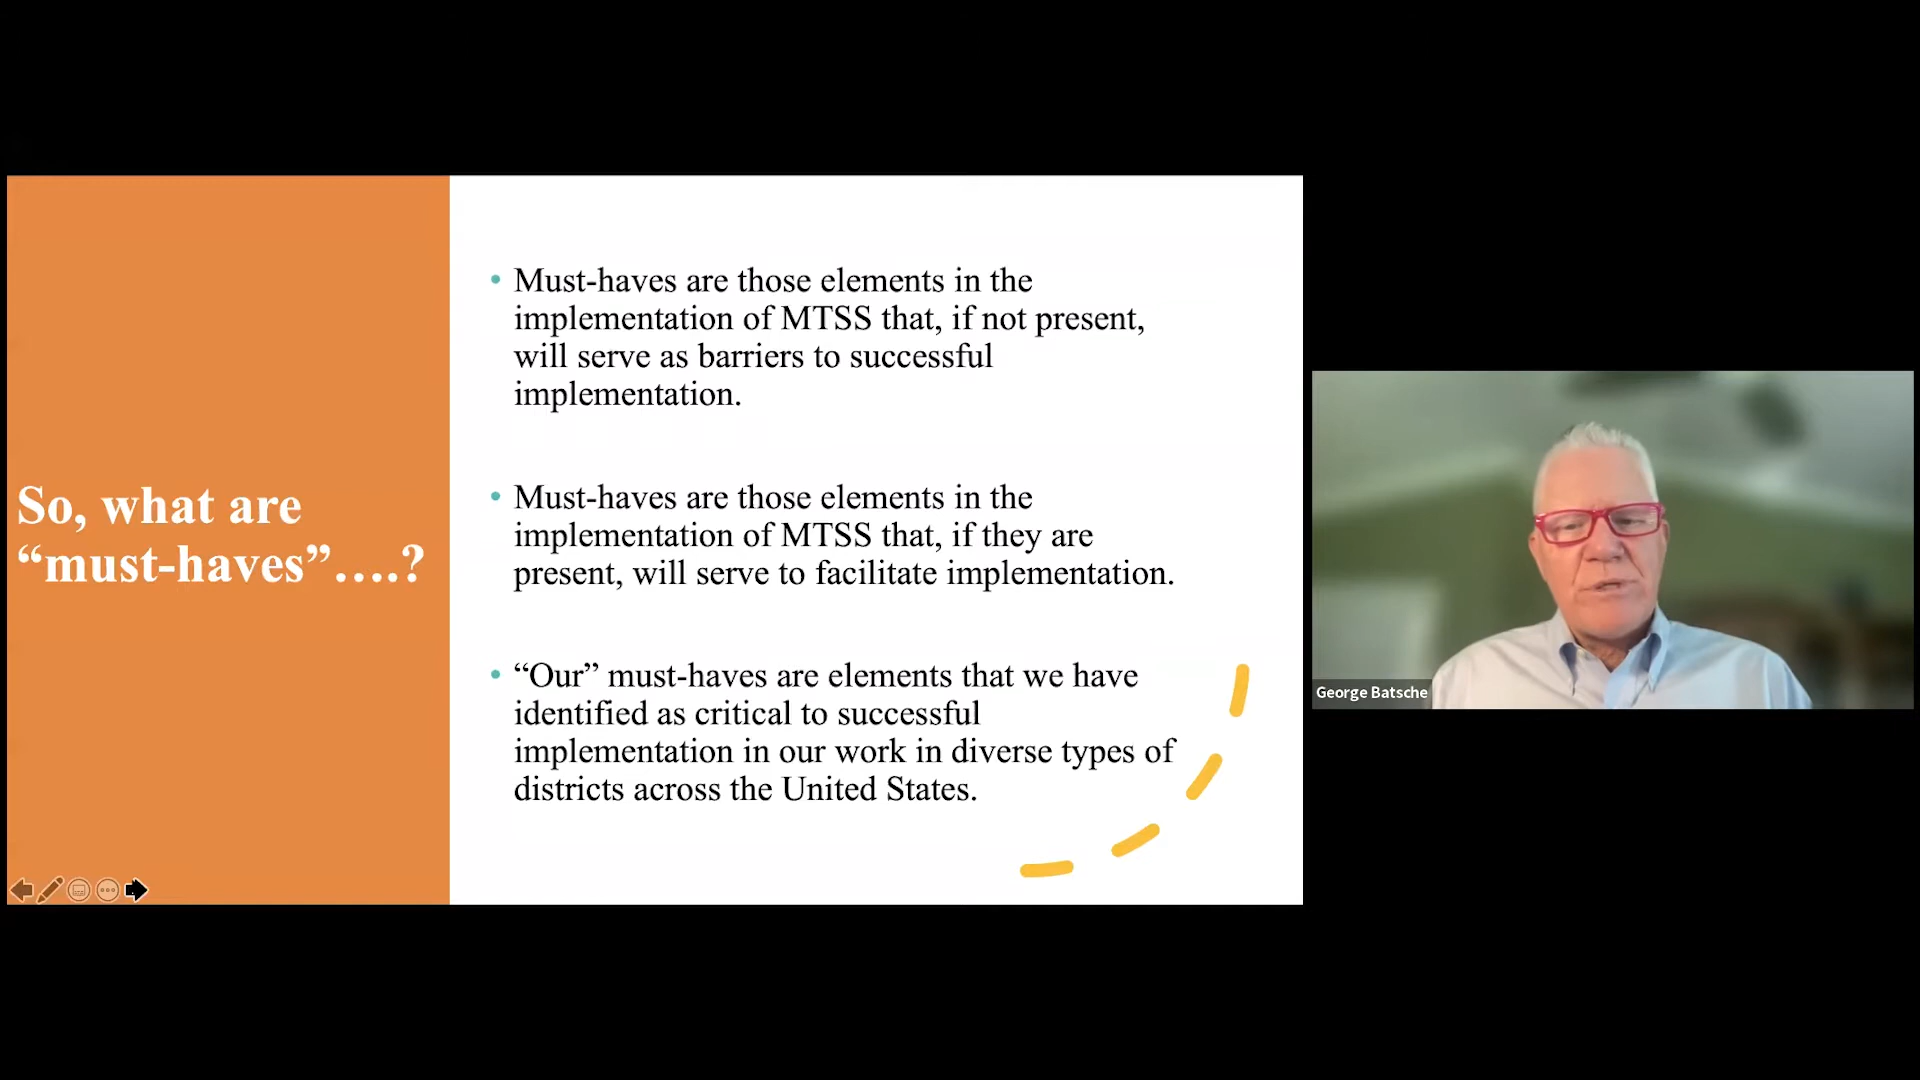 So, what are
“must-haves”….?
• Must-haves are those elements in the
implementation of MTSS that, if not present,
will serve as barriers to successful
implementation.
• Must-haves are those elements in the
implementation of MTSS that, if they are
present, will serve to facilitate implementation.
• “Our” must-haves are elements that we have
identified as critical to successful
implementation in our work in diverse types of
districts across the United States.
George Batsche